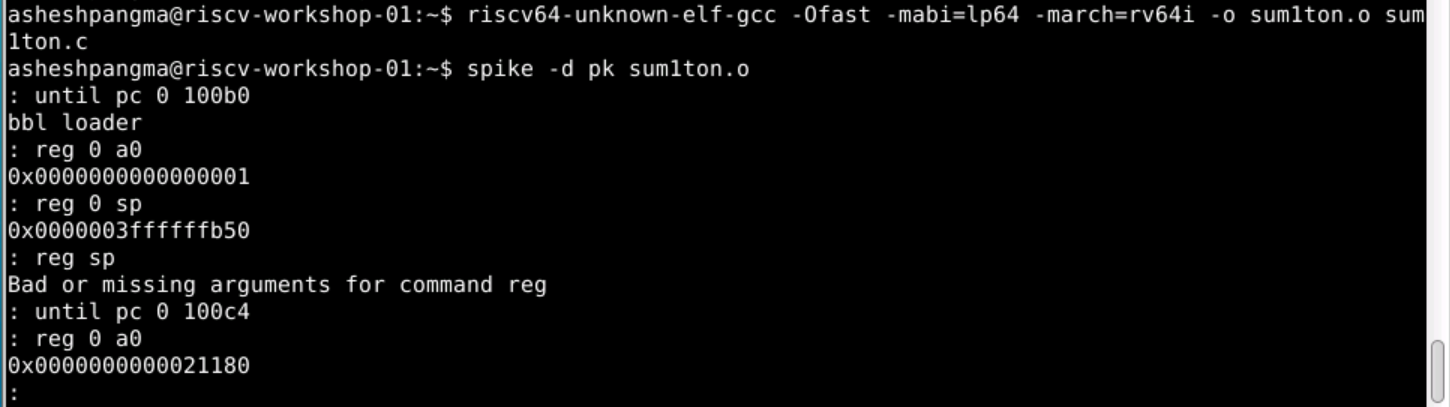 asheshpangma@riscv-workshop-01:~$ riscv64-unknown-elf-gcc -Ofast -mabi=lp64 -march=rv64i -o sum1ton.o sum
1ton.c
asheshpangma@riscv-workshop-01:~$ spike -d pk sum1ton.o
: until pc 0 100b0
bbl loader
: reg 0 a0
0x0000000000000001
: reg 0 sp
0x0000003ffffffb50
: reg sp
Bad or missing arguments for command reg
: until pc 0 100c4
: reg 0 a0
0x0000000000021180
: